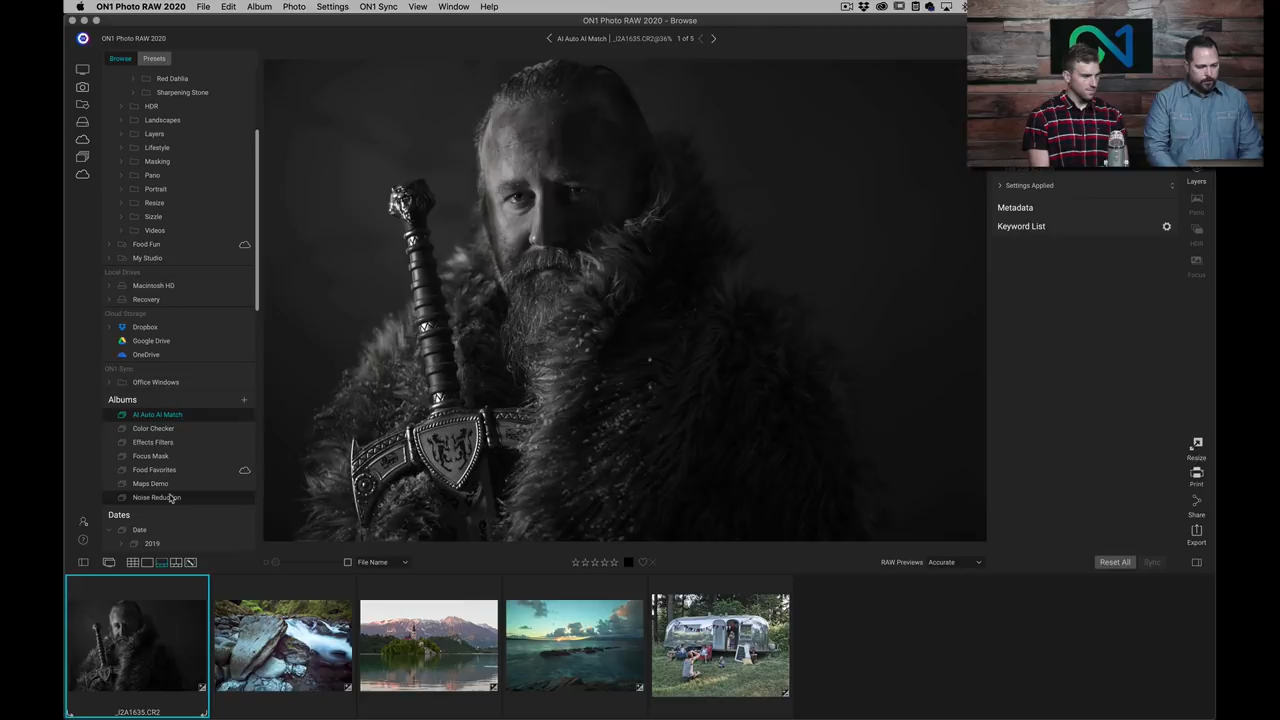 ON1 Photo RAW 2020 File Edit Album Photo Settings ON1 Sync View Window Help
ON1 Photo RAW 2020 - Browse
ON1 Photo RAW 2020
AI Auto AI Match | _I2A1635.CR2@36% 1 of 5
Browse Presets
Red Dahlia
Sharpening Stone
HDR
Landscapes
Layers
Lifestyle
Masking
Pano
Portrait
Resize
Sizzle
Videos
Food Fun
My Studio
Local Drives
Macintosh HD
Recovery
Cloud Storage
Dropbox
Google Drive
OneDrive
ON1 Sync
Office Windows
Albums
AI Auto AI Match
Color Checker
Effects Filters
Focus Mask
Food Favorites
Maps Demo
Noise Reduction
Dates
Date
2019
Settings Applied
Metadata
Keyword List
Layers
Pano
HDR
Focus
Resize
Print
Share
Export
File Name
RAW Previews Accurate
Reset All Sync
_I2A1635.CR2